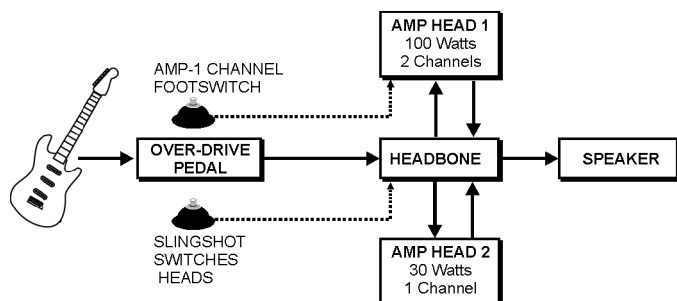 AMP HEAD 1
100 Watts
2 Channels
AMP-1 CHANNEL
FOOTSWITCH
OVER-DRIVE
PEDAL
HEADBONE
SPEAKER
SLINGSHOT
SWITCHES
HEADS
AMP HEAD 2
30 Watts
1 Channel